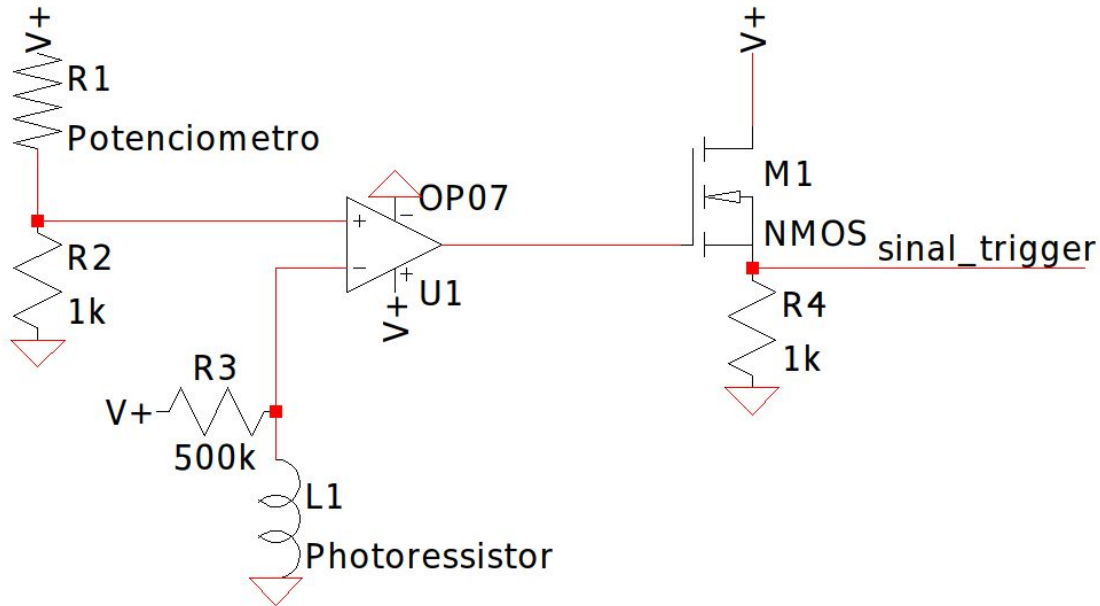 V+
R1
Potenciometro
R2
1k
+
−
−
+
OP07
U1
V+
R3
V+
500k
L1
Photoressistor
V+
M1
NMOS
sinal_trigger
R4
1k